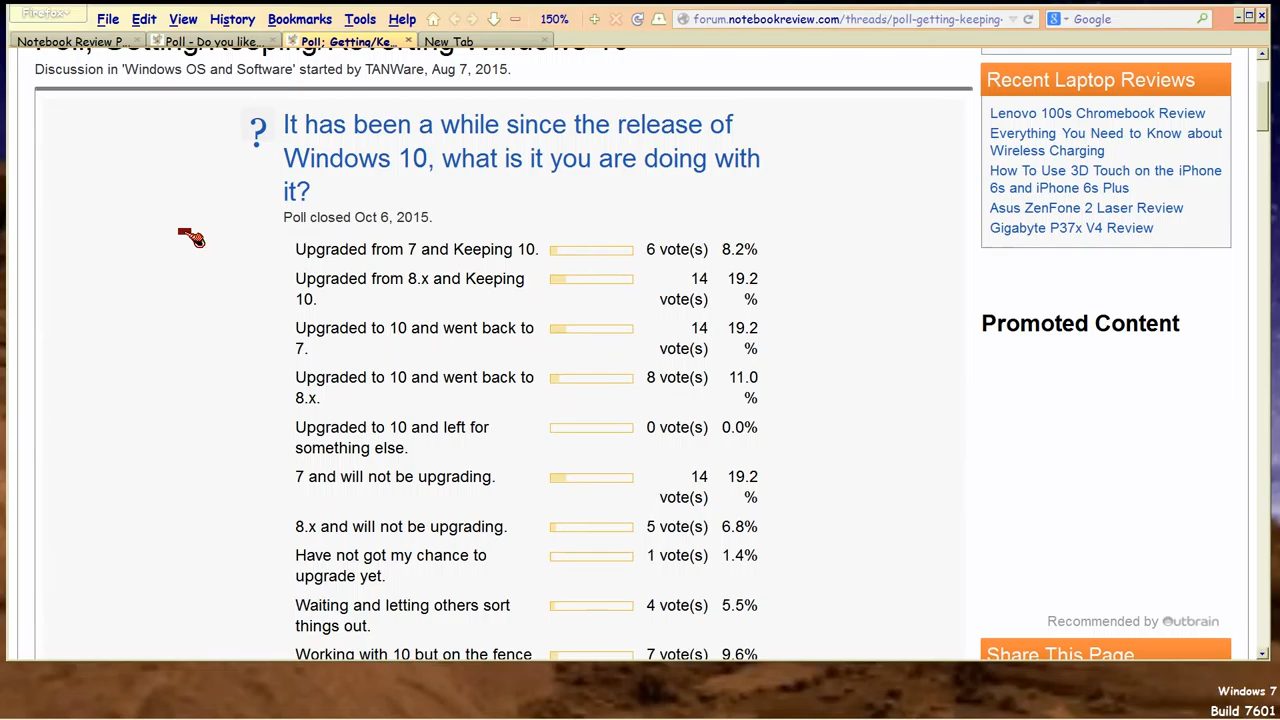 Firefox
File Edit View History Bookmarks Tools Help 150% forum.notebookreview.com/threads/poll-getting-keeping- Google
Notebook Review P... Poll - Do you like... Poll; Getting/Ke... New Tab
Poll; Getting/Keeping/Reverting Windows 10
Discussion in 'Windows OS and Software' started by TANWare, Aug 7, 2015.
? It has been a while since the release of
Windows 10, what is it you are doing with
it?
Poll closed Oct 6, 2015.
Upgraded from 7 and Keeping 10. 6 vote(s) 8.2%
Upgraded from 8.x and Keeping 14 19.2
10. vote(s) %
Upgraded to 10 and went back to 14 19.2
7. vote(s) %
Upgraded to 10 and went back to 8 vote(s) 11.0
8.x. %
Upgraded to 10 and left for 0 vote(s) 0.0%
something else.
7 and will not be upgrading. 14 19.2
vote(s) %
8.x and will not be upgrading. 5 vote(s) 6.8%
Have not got my chance to 1 vote(s) 1.4%
upgrade yet.
Waiting and letting others sort 4 vote(s) 5.5%
things out.
Working with 10 but on the fence 7 vote(s) 9.6%
Recent Laptop Reviews
Lenovo 100s Chromebook Review
Everything You Need to Know about
Wireless Charging
How To Use 3D Touch on the iPhone
6s and iPhone 6s Plus
Asus ZenFone 2 Laser Review
Gigabyte P37x V4 Review
Promoted Content
Recommended by Outbrain
Share This Page
Windows 7
Build 7601